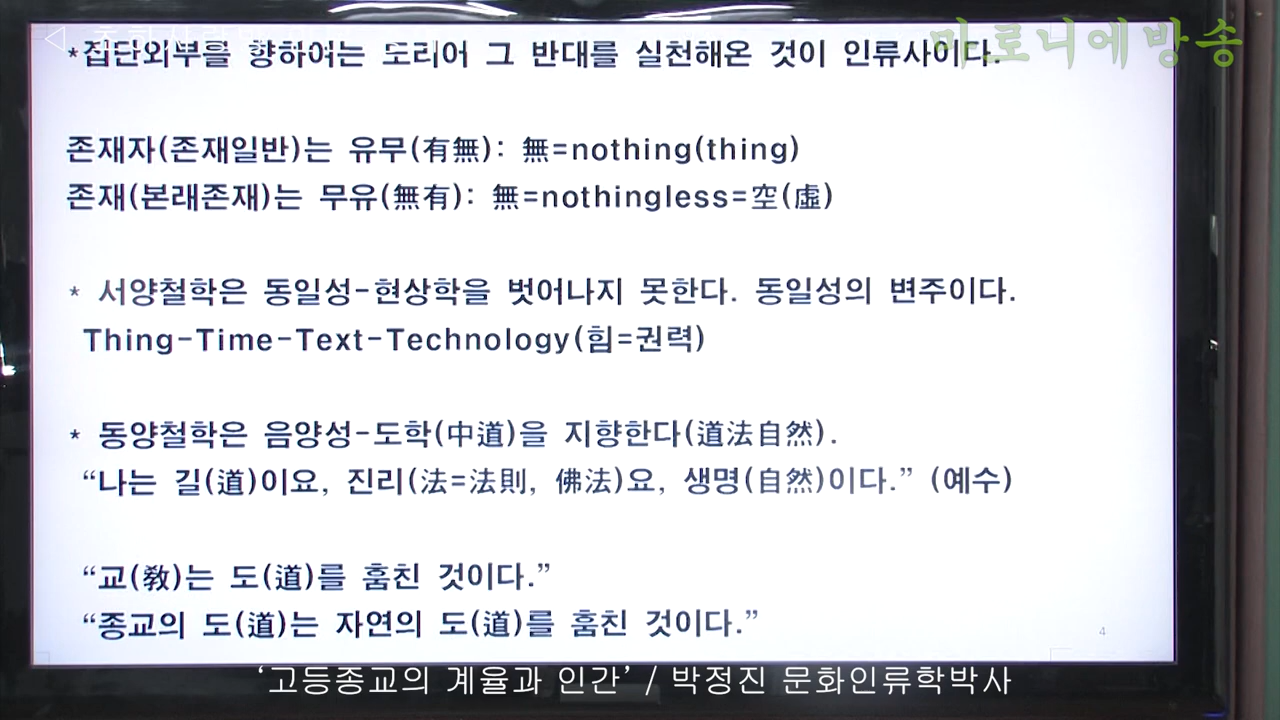 마로니에방송
*집단외부를 향하여는 도리어 그 반대를 실천해온 것이 인류사이다.
존재자(존재일반)는 유무(有無): 無=nothing(thing)
존재(본래존재)는 무유(無有): 無=nothingless=空(虛)
* 서양철학은 동일성-현상학을 벗어나지 못한다. 동일성의 변주이다.
Thing-Time-Text-Technology(힘=권력)
* 동양철학은 음양성-도학(中道)을 지향한다(道法自然).
“나는 길(道)이요, 진리(法=法則, 佛法)요, 생명(自然)이다.” (예수)
“교(敎)는 도(道)를 훔친 것이다.”
“종교의 도(道)는 자연의 도(道)를 훔친 것이다.”
4
‘고등종교의 계율과 인간’ / 박정진 문화인류학박사